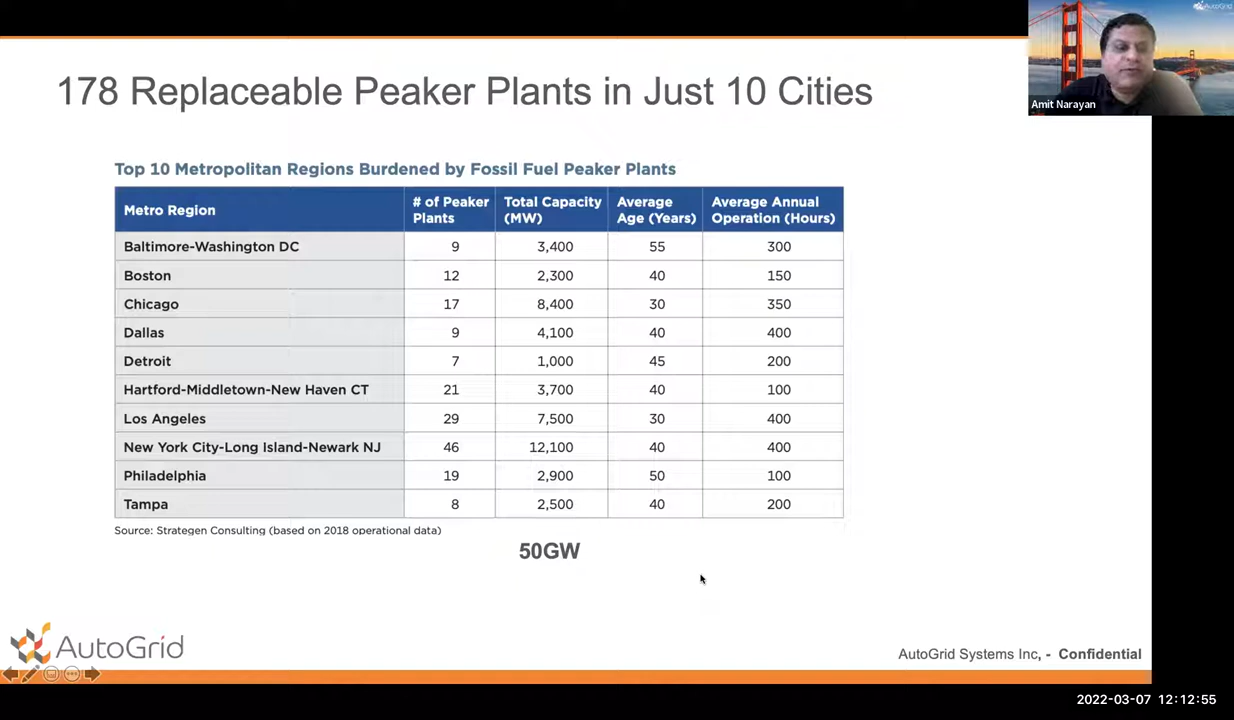 AutoGrid
Amit Narayan
178 Replaceable Peaker Plants in Just 10 Cities
Top 10 Metropolitan Regions Burdened by Fossil Fuel Peaker Plants
Metro Region # of Peaker Plants Total Capacity (MW) Average Age (Years) Average Annual Operation (Hours)
Baltimore-Washington DC 9 3,400 55 300
Boston 12 2,300 40 150
Chicago 17 8,400 30 350
Dallas 9 4,100 40 400
Detroit 7 1,000 45 200
Hartford-Middletown-New Haven CT 21 3,700 40 100
Los Angeles 29 7,500 30 400
New York City-Long Island-Newark NJ 46 12,100 40 400
Philadelphia 19 2,900 50 100
Tampa 8 2,500 40 200
Source: Strategen Consulting (based on 2018 operational data)
50GW
AutoGrid
AutoGrid Systems Inc, - Confidential
2022-03-07 12:12:55